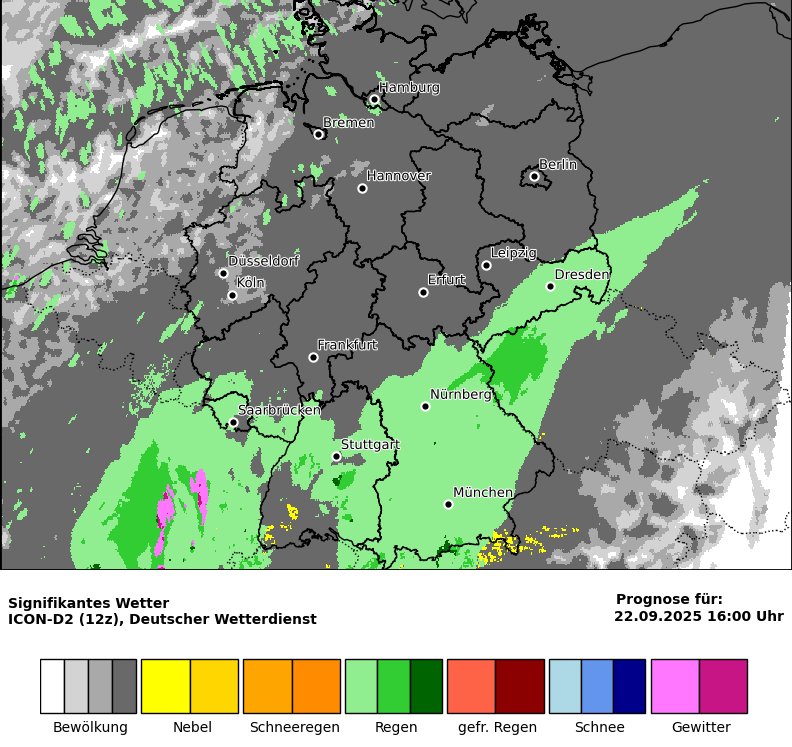 Hamburg
Bremen
Berlin
Hannover
Leipzig
Düsseldorf
Dresden
Köln
Erfurt
Frankfurt
Nürnberg
Saarbrücken
Stuttgart
München
Signifikantes Wetter
ICON-D2 (12z), Deutscher Wetterdienst
Prognose für:
22.09.2025 16:00 Uhr
Bewölkung Nebel Schneeregen Regen gefr. Regen Schnee Gewitter